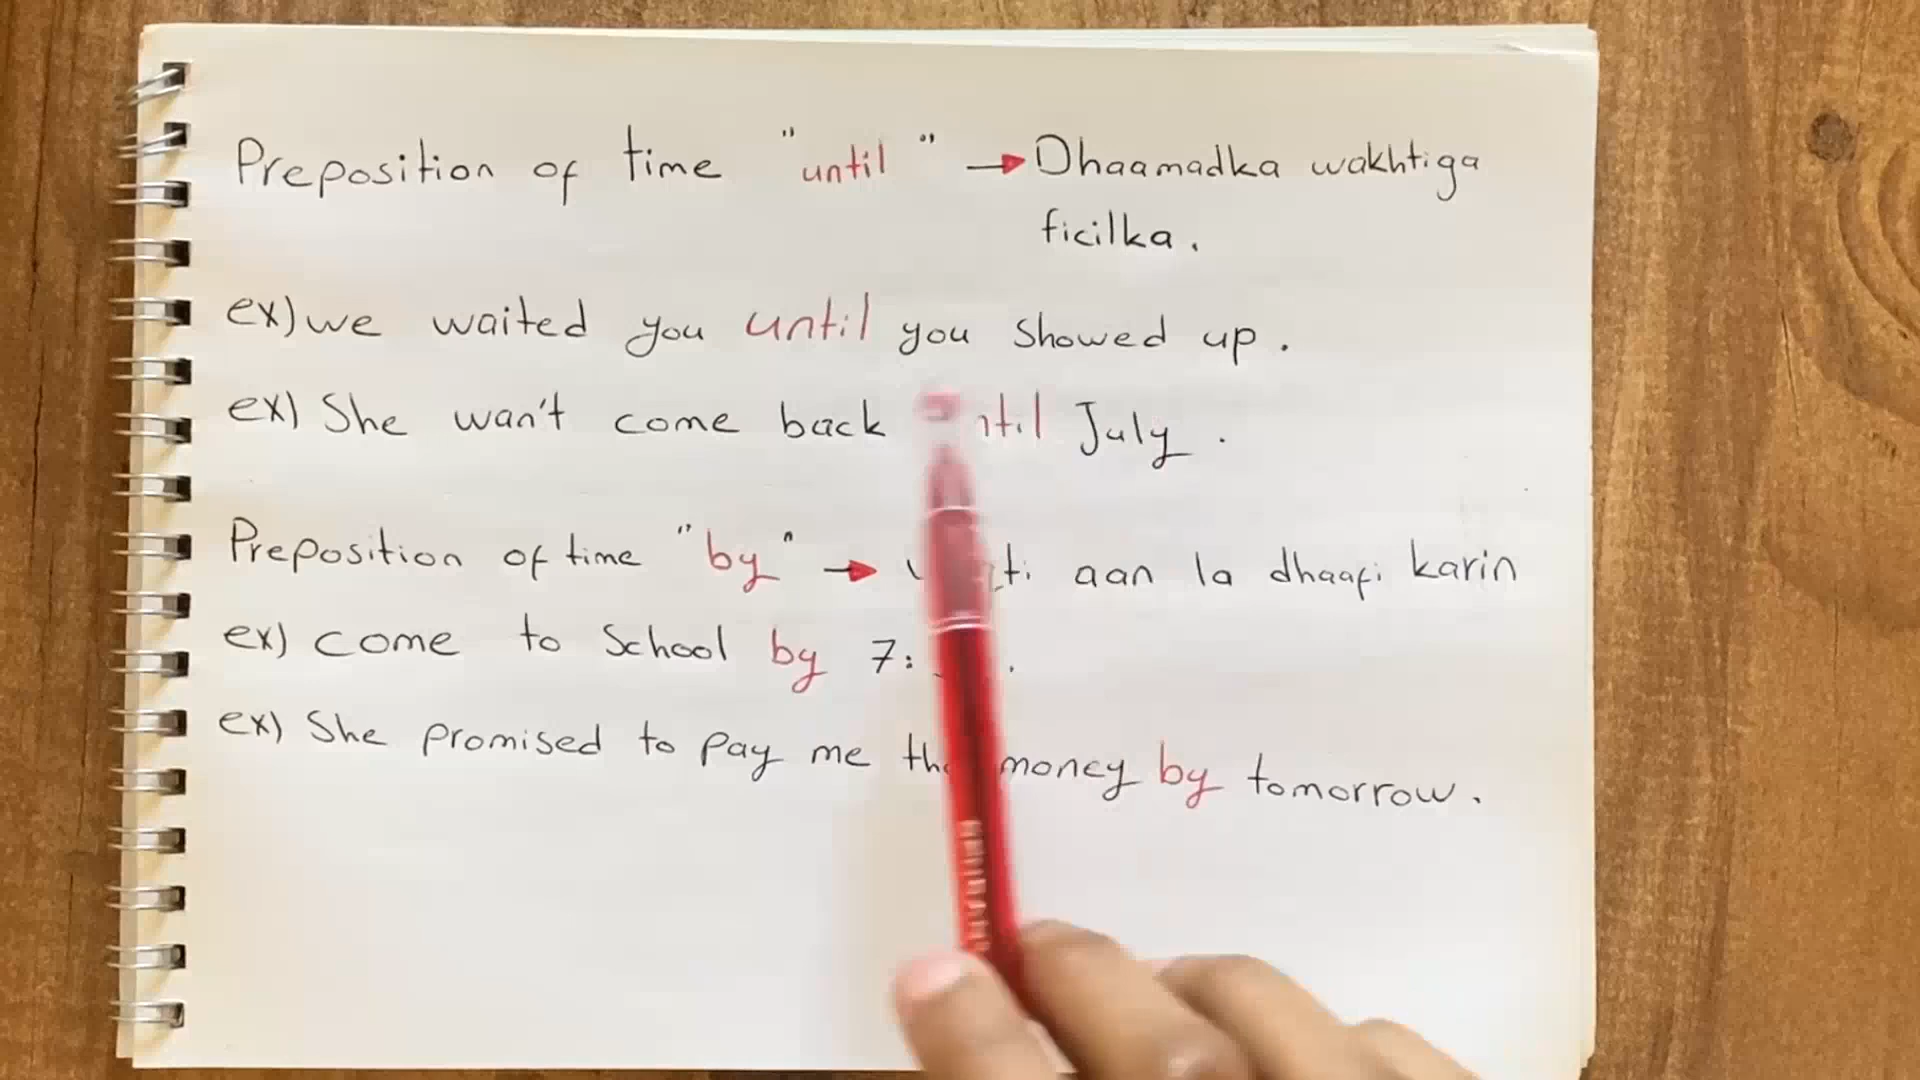 Preposition of time "until" → Dhaamadka wakhtiga
ficilka.
ex) we waited you until you showed up.
ex) She wan't come back until July.
Preposition of time "by" → aan la dhaafi karin
ex) come to School by 7:
ex) She promised to pay me the money by tomorrow.